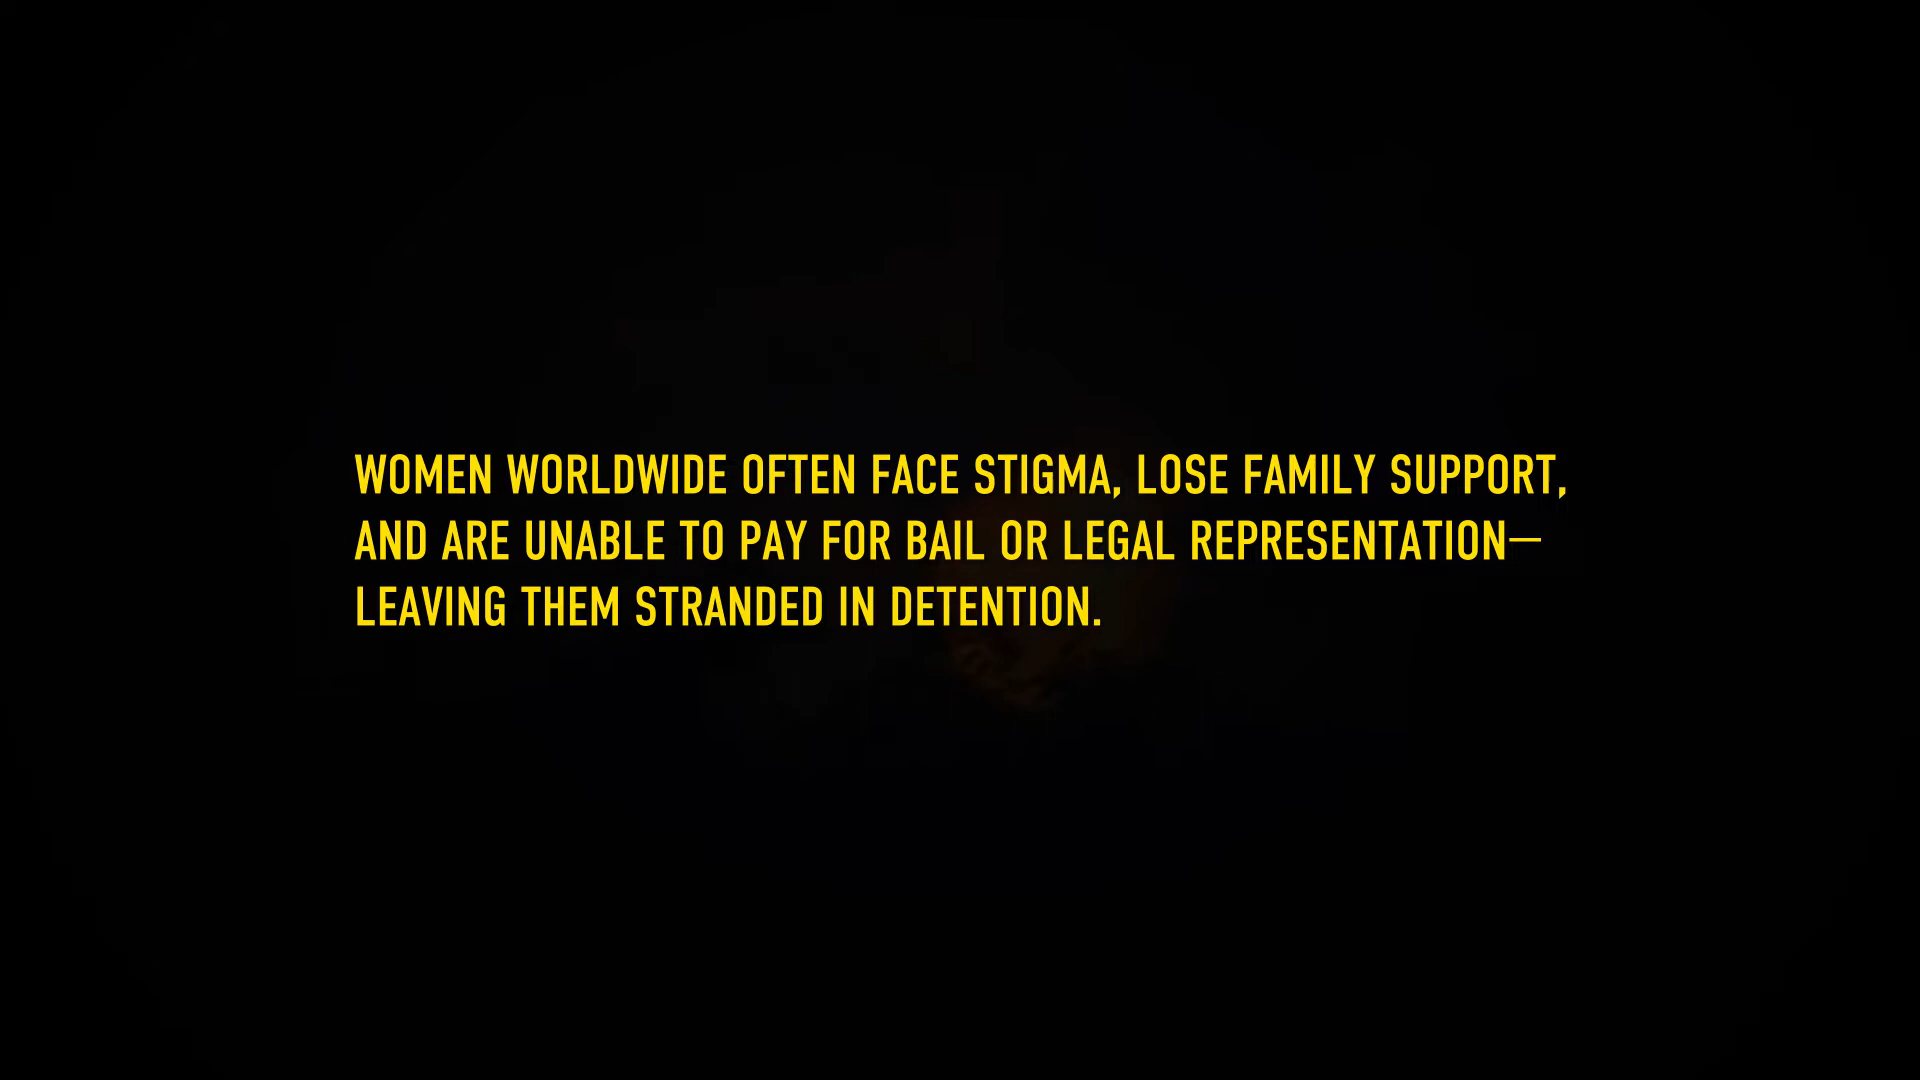 WOMEN WORLDWIDE OFTEN FACE STIGMA, LOSE FAMILY SUPPORT,
AND ARE UNABLE TO PAY FOR BAIL OR LEGAL REPRESENTATION—
LEAVING THEM STRANDED IN DETENTION.